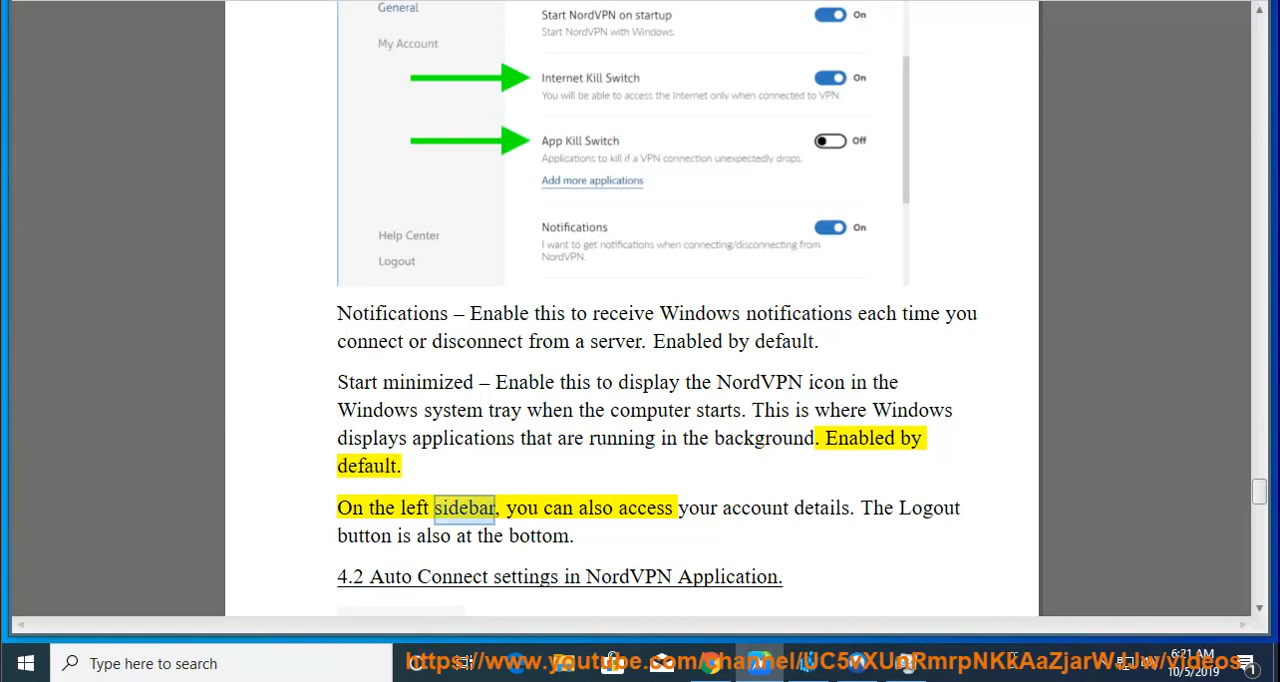 General
Start NordVPN on startup
On
Start NordVPN with Windows.
My Account
Internet Kill Switch
On
You will be able to access the Internet only when connected to VPN.
App Kill Switch
Off
Applications to kill if a VPN connection unexpectedly drops.
Add more applications
Notifications
On
Help Center
I want to get notifications when connecting/disconnecting from
NordVPN.
Logout
Notifications – Enable this to receive Windows notifications each time you
connect or disconnect from a server. Enabled by default.
Start minimized – Enable this to display the NordVPN icon in the
Windows system tray when the computer starts. This is where Windows
displays applications that are running in the background. Enabled by
default.
On the left sidebar, you can also access your account details. The Logout
button is also at the bottom.
4.2 Auto Connect settings in NordVPN Application.
Type here to search
6:21 AM
10/5/2019
1